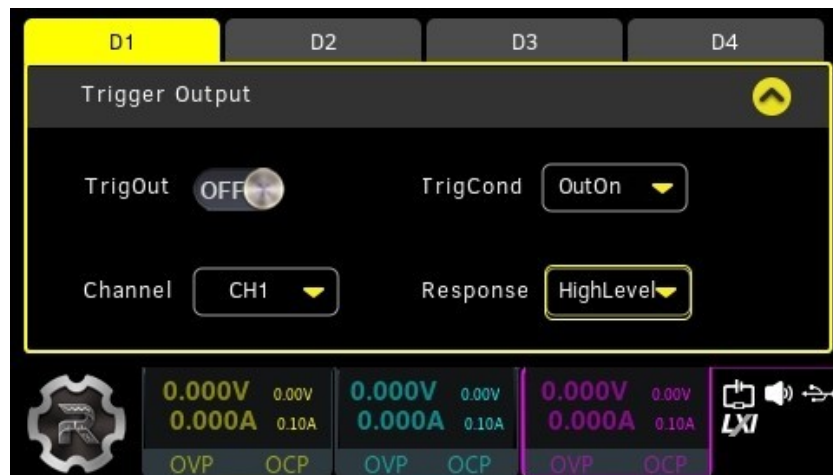 D1 D2 D3 D4
Trigger Output
TrigOut OFF TrigCond OutOn
Channel CH1 Response HighLevel
0.000V 0.00V 0.000V 0.00V 0.000V 0.00V
0.000A 0.10A 0.000A 0.10A 0.000A 0.10A LXI
OVP OCP OVP OCP OVP OCP